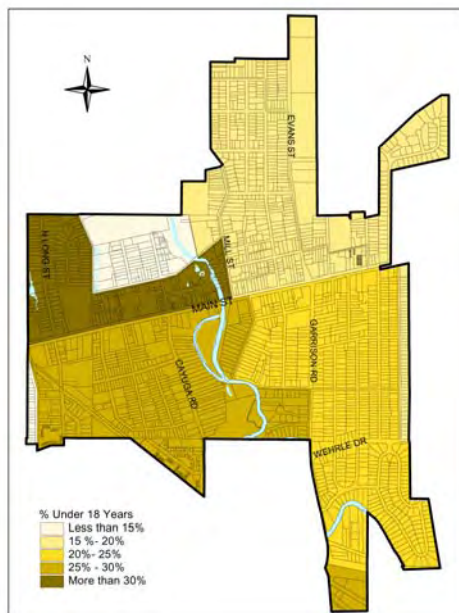 N
EVANS ST
N LONG ST
MILL ST
MAIN ST
GARRISON RD
CAYUGA RD
WEHRLE DR
% Under 18 Years
Less than 15%
15 %- 20%
20%- 25%
25% - 30%
More than 30%